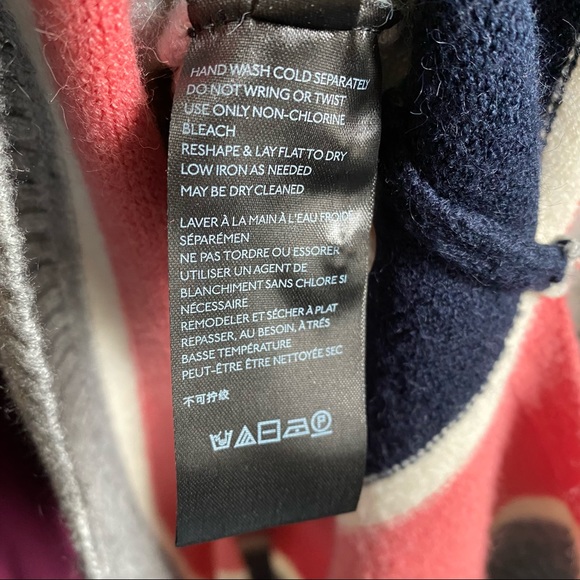 HAND WASH COLD SEPARATELY
DO NOT WRING OR TWIST
USE ONLY NON-CHLORINE
BLEACH
RESHAPE & LAY FLAT TO DRY
LOW IRON AS NEEDED
MAY BE DRY CLEANED
LAVER À LA MAIN À L'EAU FROIDE
SÉPARÉMEN
NE PAS TORDRE OU ESSORER
UTILISER UN AGENT DE
BLANCHIMENT SANS CHLORE SI
NÉCESSAIRE
REMODELER ET SÉCHER À PLAT
REPASSER, AU BESOIN, À TRÉS
BASSE TEMPÉRATURE
PEUT-ÊTRE ÊTRE NETTOYÉE SEC
不可拧绞
P